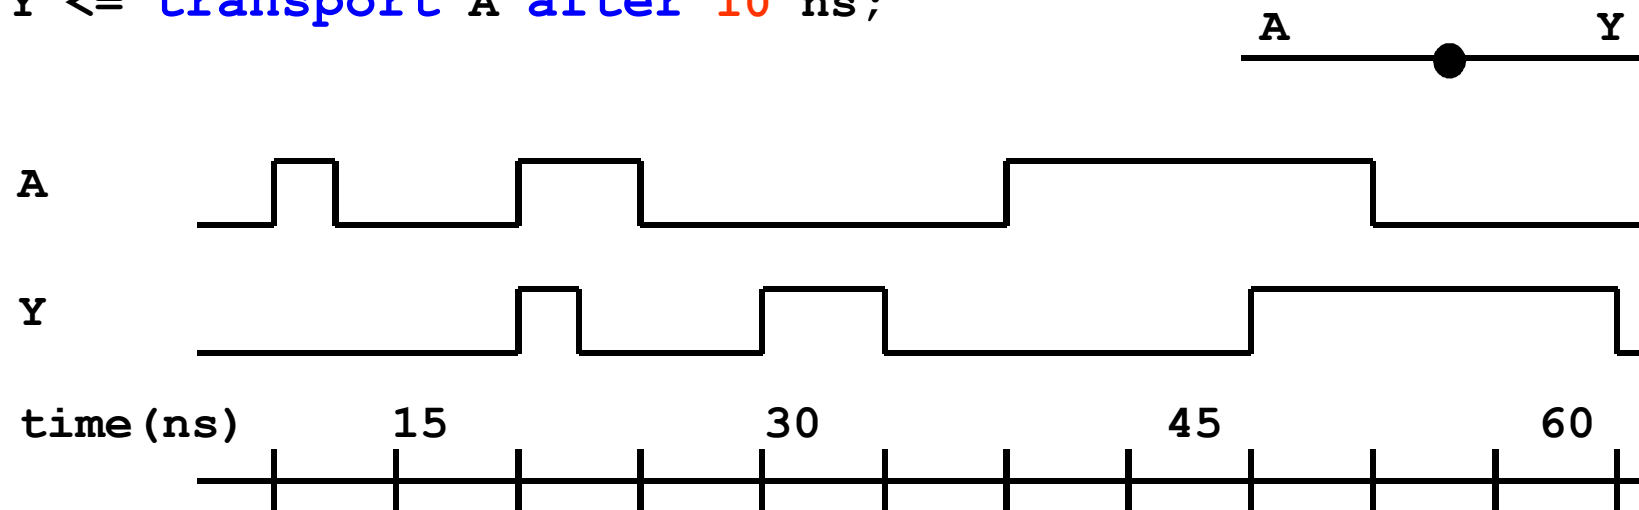 Y <= transport A after 10 ns;
A Y
A
Y
time(ns) 15 30 45 60